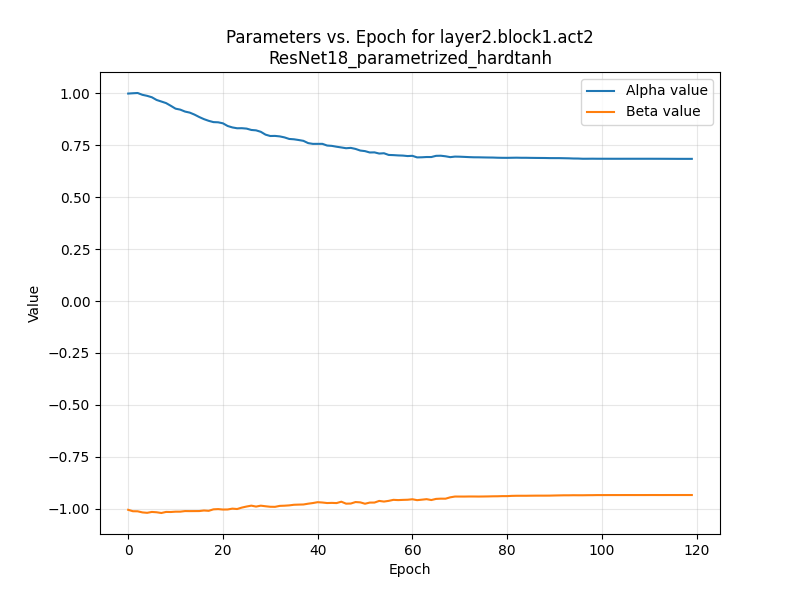 Parameters vs. Epoch for layer2.block1.act2
ResNet18_parametrized_hardtanh
Alpha value
Beta value
1.00
0.75
0.50
0.25
0.00
−0.25
−0.50
−0.75
−1.00
Value
0 20 40 60 80 100 120
Epoch